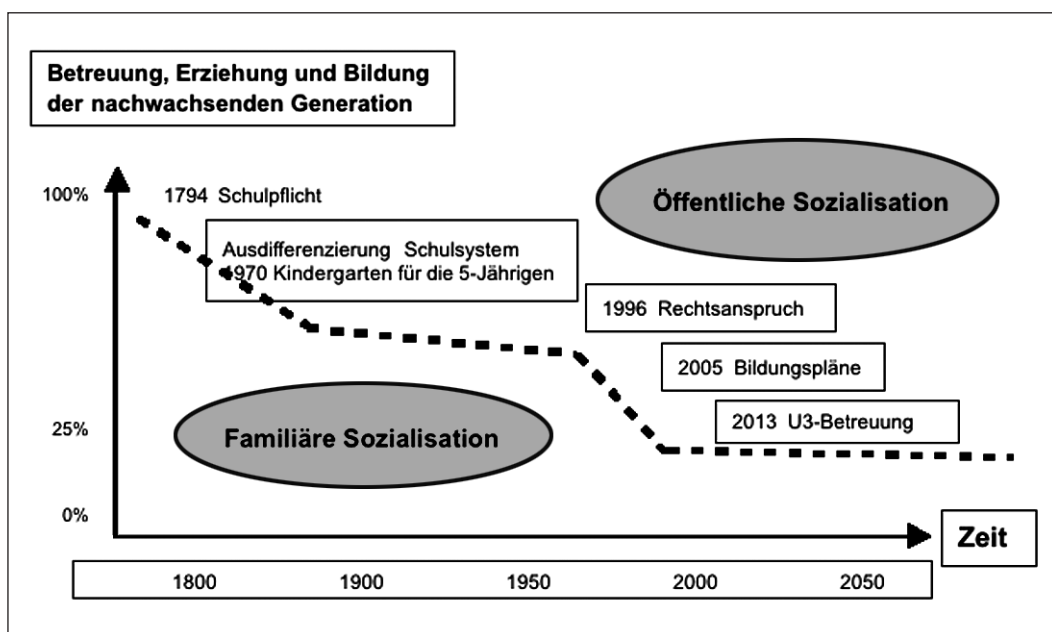 Betreuung, Erziehung und Bildung
der nachwachsenden Generation
100%
1794 Schulpflicht
Öffentliche Sozialisation
Ausdifferenzierung Schulsystem
1970 Kindergarten für die 5-Jährigen
1996 Rechtsanspruch
2005 Bildungspläne
25%
Familiäre Sozialisation
2013 U3-Betreuung
0%
Zeit
1800 1900 1950 2000 2050